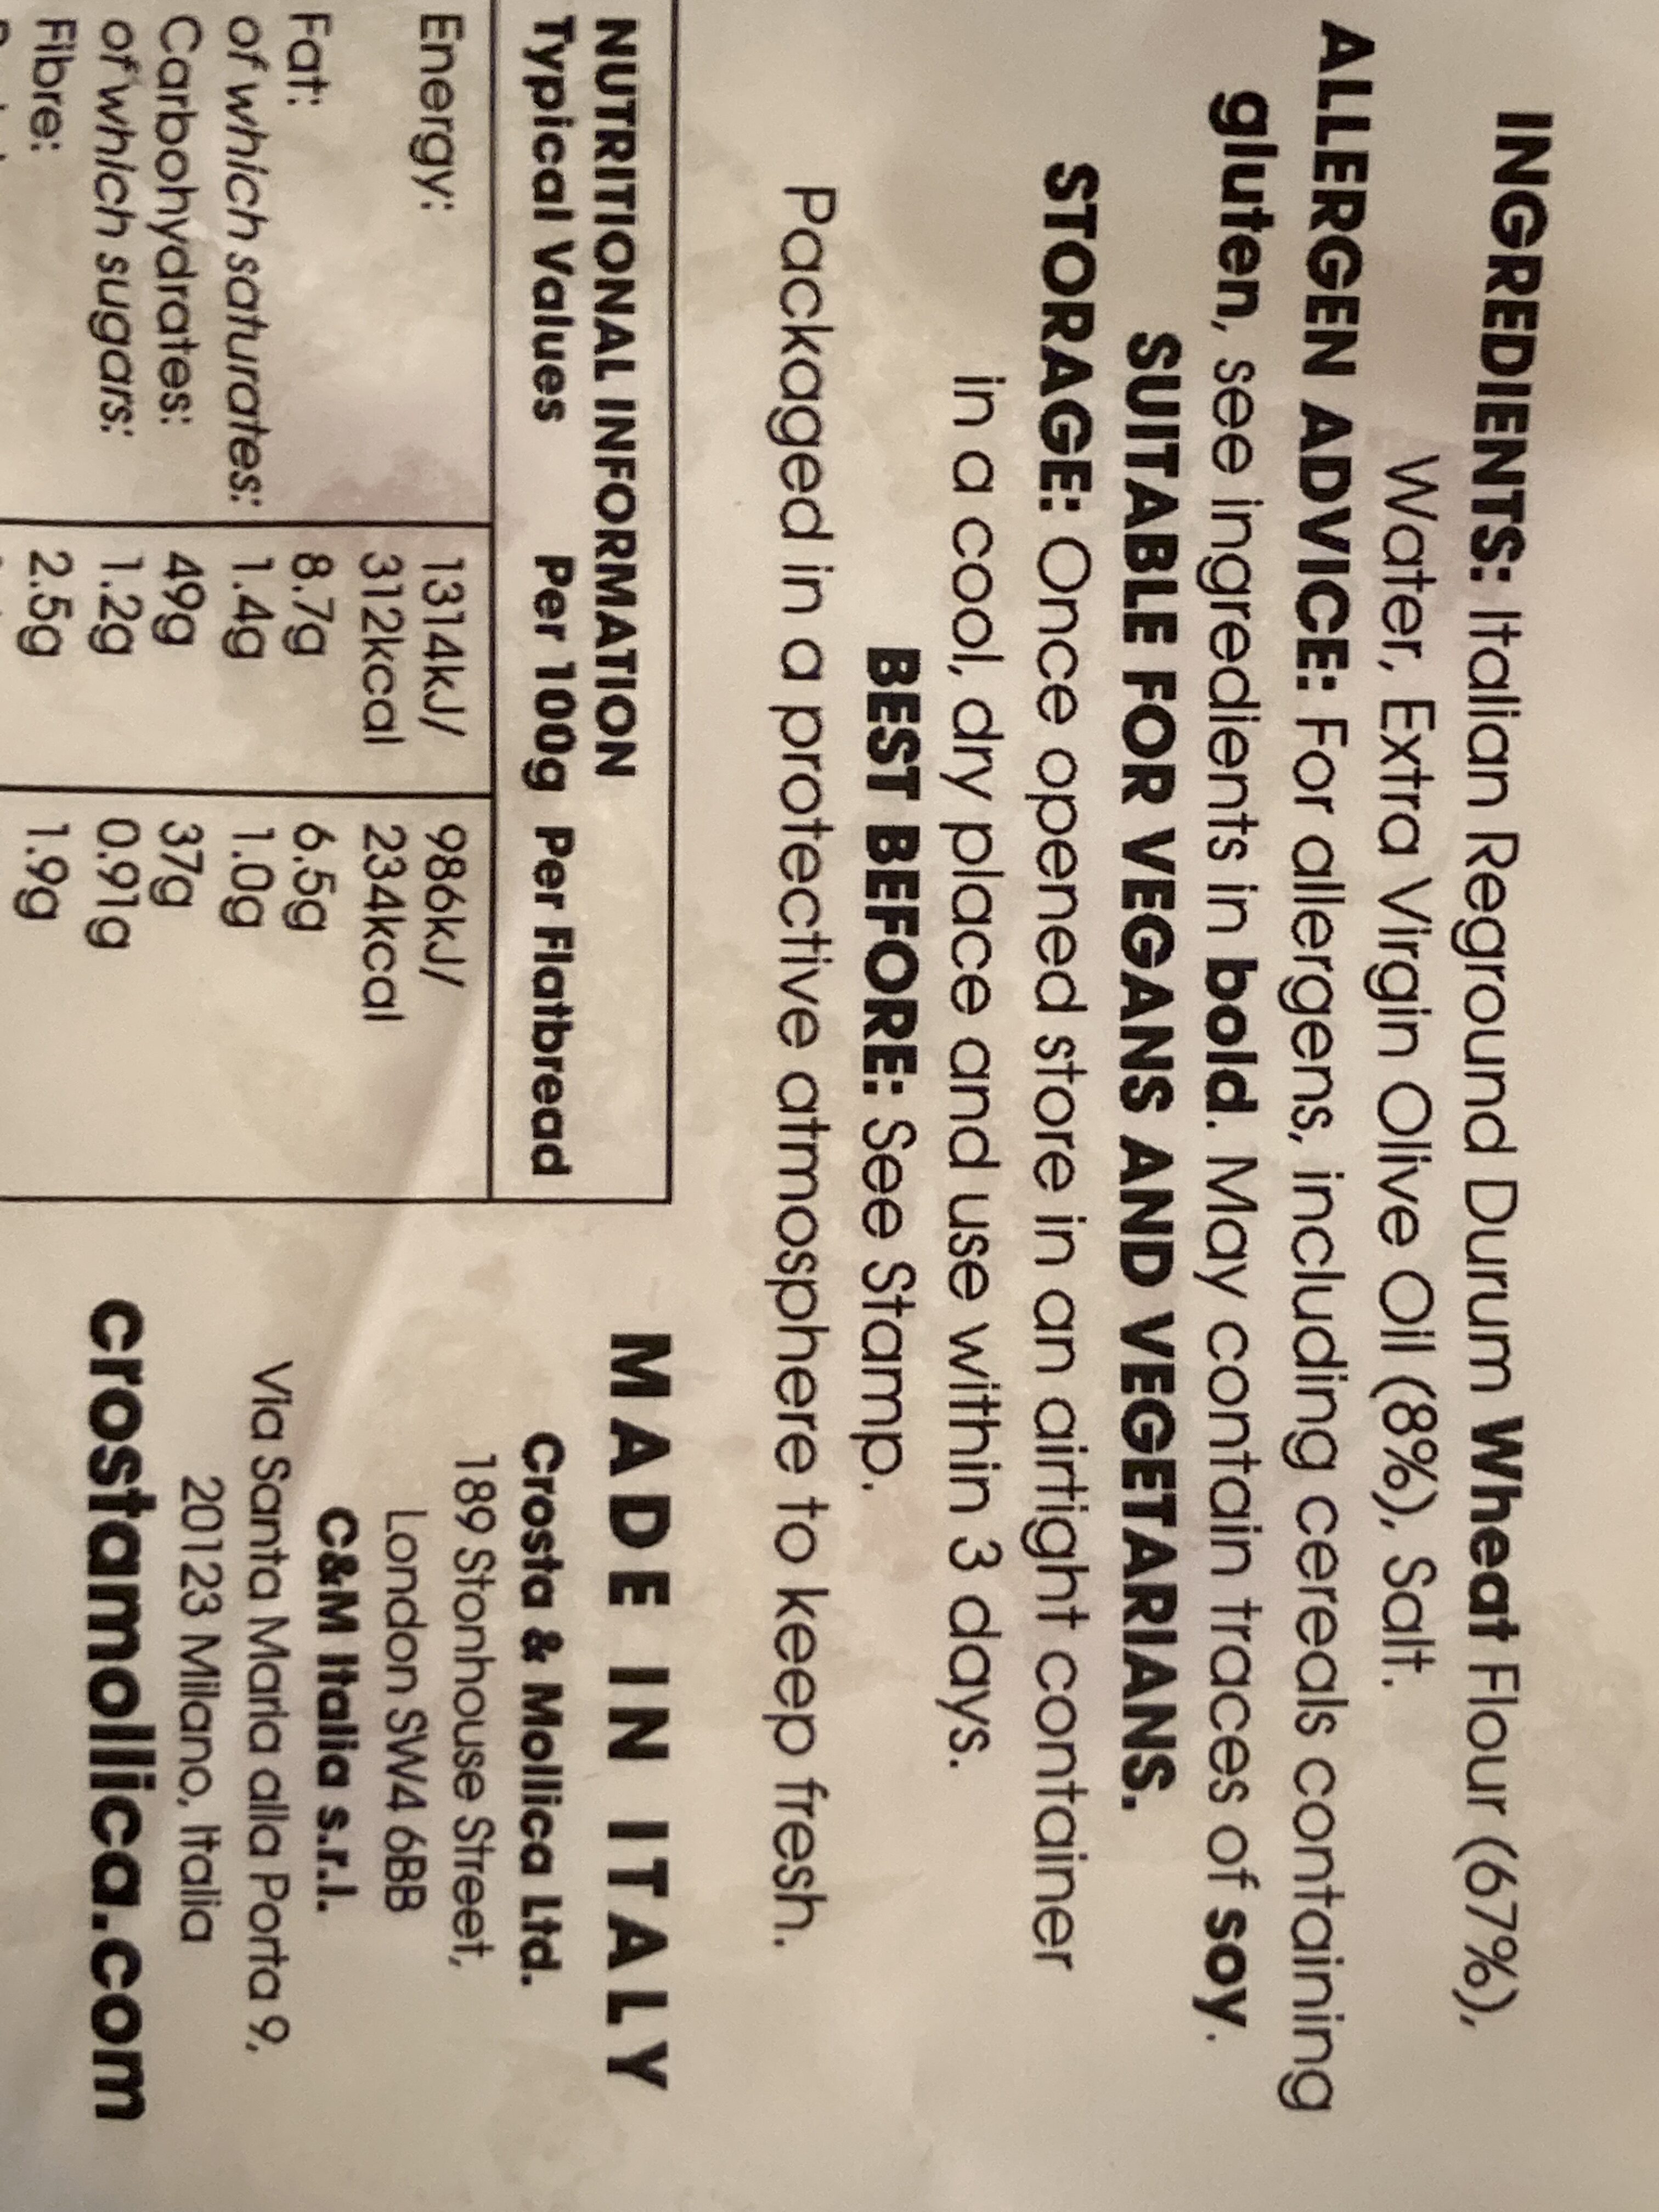 INGREDIENTS: Italian Reground Durum Wheat Flour (67%),
Water, Extra Virgin Olive Oil (8%), Salt.
ALLERGEN ADVICE: For allergens, including cereals containing
gluten, see ingredients in bold. May contain traces of soy.
SUITABLE FOR VEGANS AND VEGETARIANS.
STORAGE: Once opened store in an airtight container
in a cool, dry place and use within 3 days.
BEST BEFORE: See Stamp.
Packaged in a protective atmosphere to keep fresh.
NUTRITIONAL INFORMATION
Typical Values Per 100g Per Flatbread
Energy: 1314kJ/ 986kJ/
312kcal 234kcal
Fat: 8.7g 6.5g
of which saturates: 1.4g 1.0g
Carbohydrates: 49g 37g
of which sugars: 1.2g 0.91g
Fibre: 2.5g 1.9g
MADE IN ITALY
Crosta & Mollica Ltd.
189 Stonhouse Street,
London SW4 6BB
C&M Italia s.r.l.
Via Santa Maria alla Porta 9,
20123 Milano, Italia
crostamollica.com